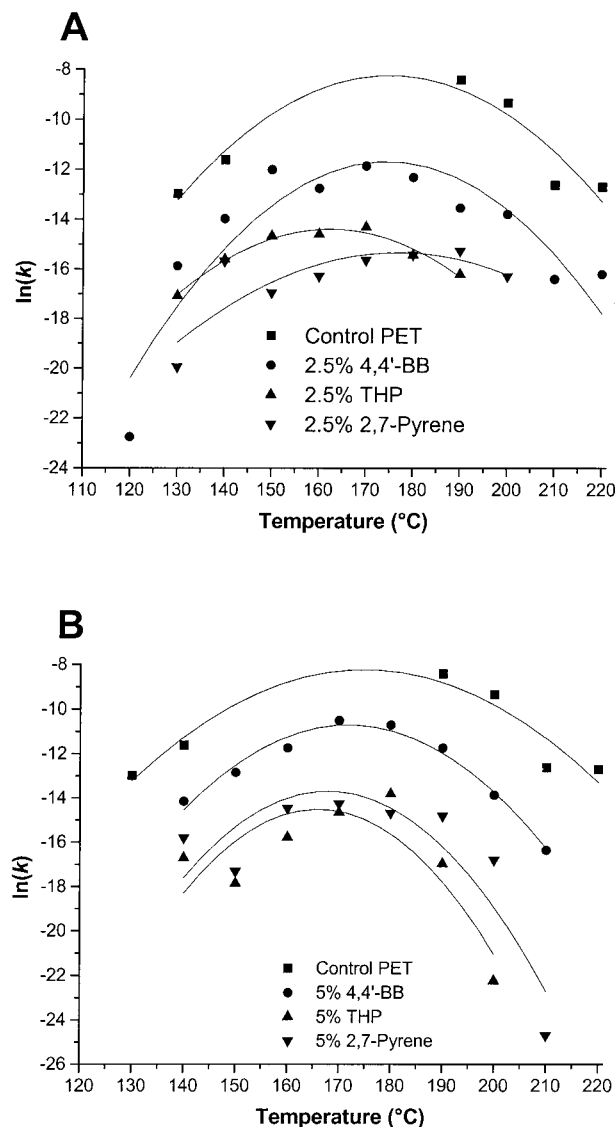 A
-8
-10
-12
-14
-16
-18
-20
-22
-24
ln(k)
Control PET
2.5% 4,4'-BB
2.5% THP
2.5% 2,7-Pyrene
110 120 130 140 150 160 170 180 190 200 210 220
Temperature (°C)
B
-8
-10
-12
-14
-16
-18
-20
-22
-24
-26
ln(k)
Control PET
5% 4,4'-BB
5% THP
5% 2,7-Pyrene
120 130 140 150 160 170 180 190 200 210 220
Temperature (°C)